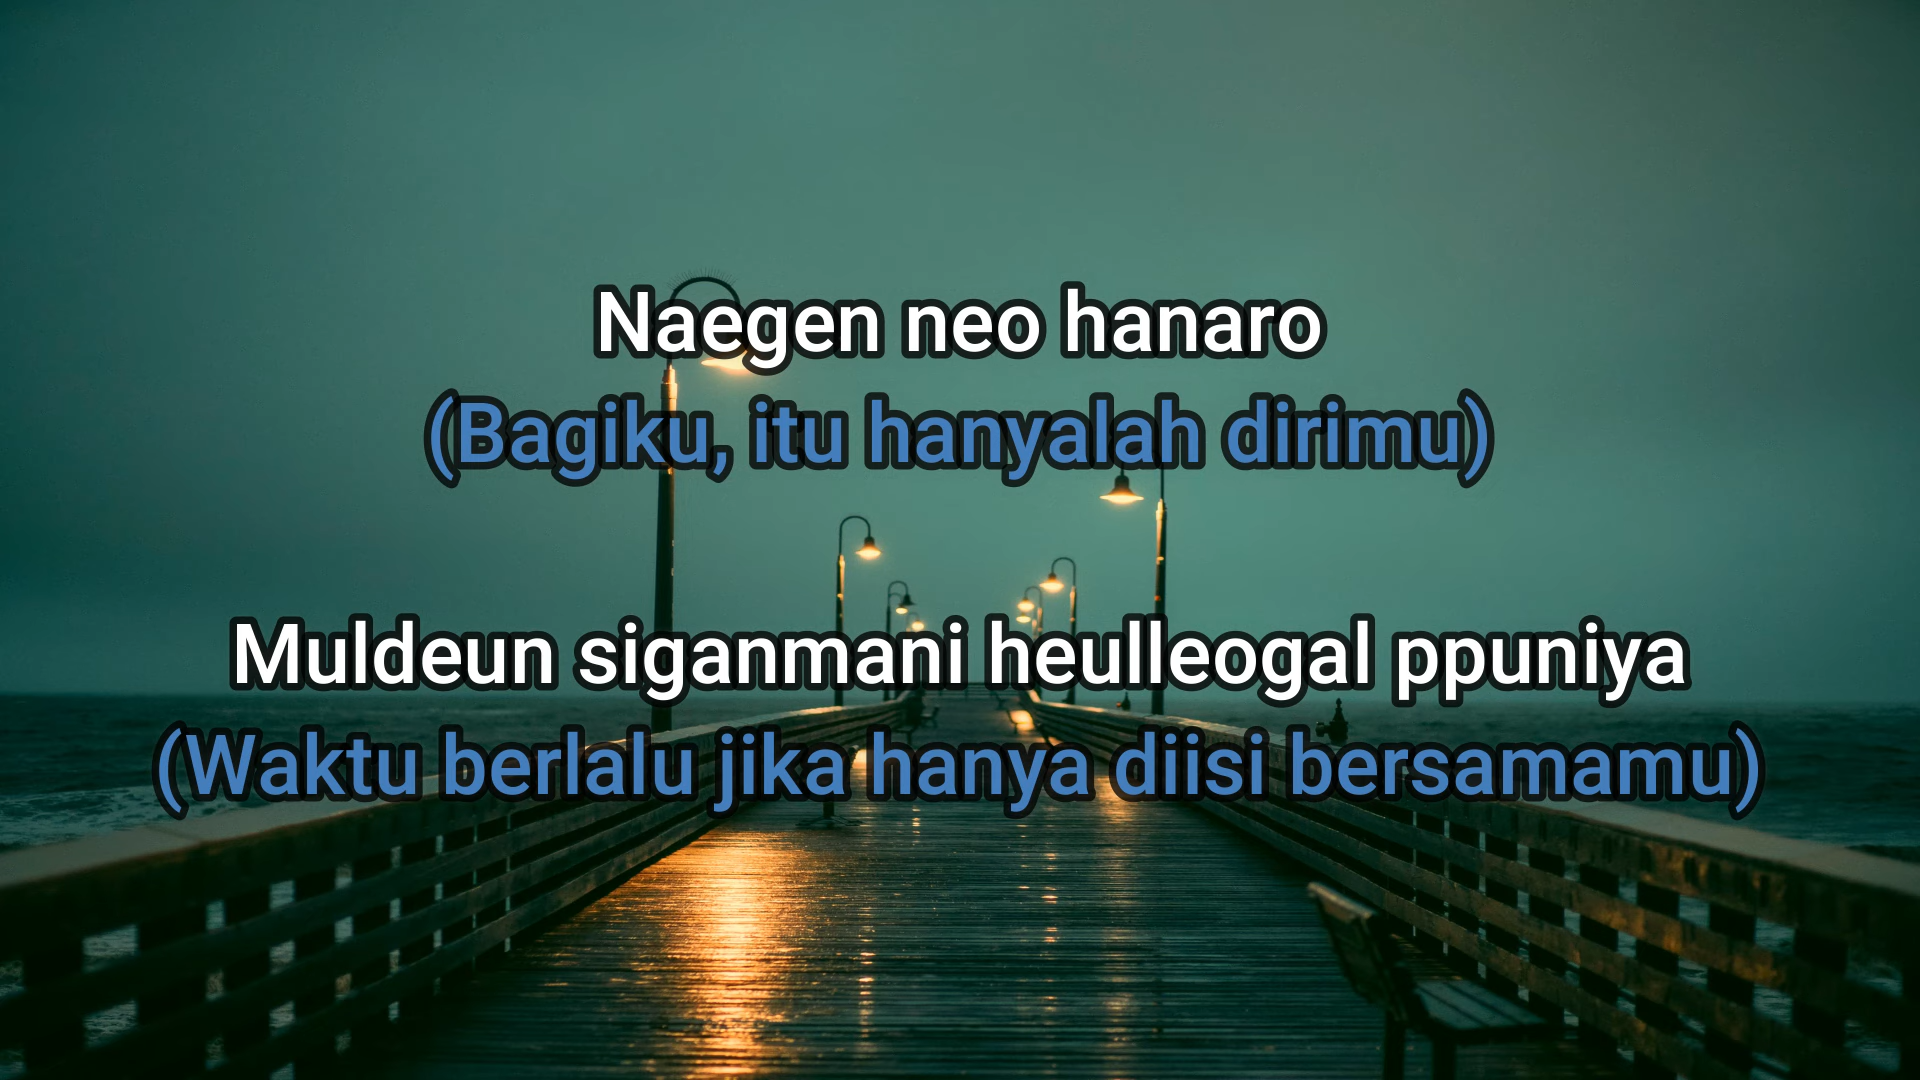 Naegen neo hanaro
(Bagiku, itu hanyalah dirimu)
Muldeun siganmani heulleogal ppuniya
(Waktu berlalu jika hanya diisi bersamamu)